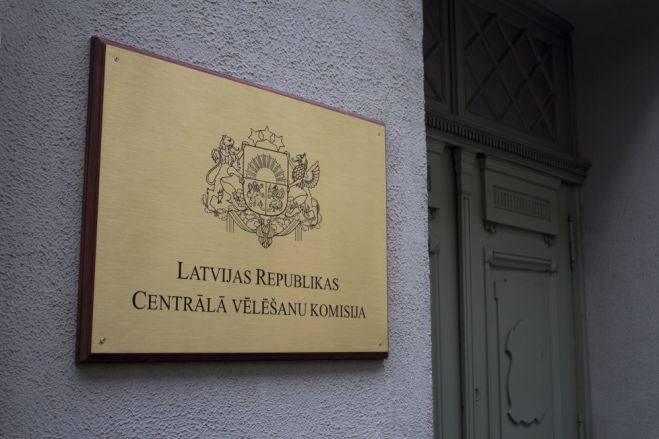 LATVIJAS REPUBLIKAS
CENTRĀLĀ VĒLĒŠANU KOMISIJA